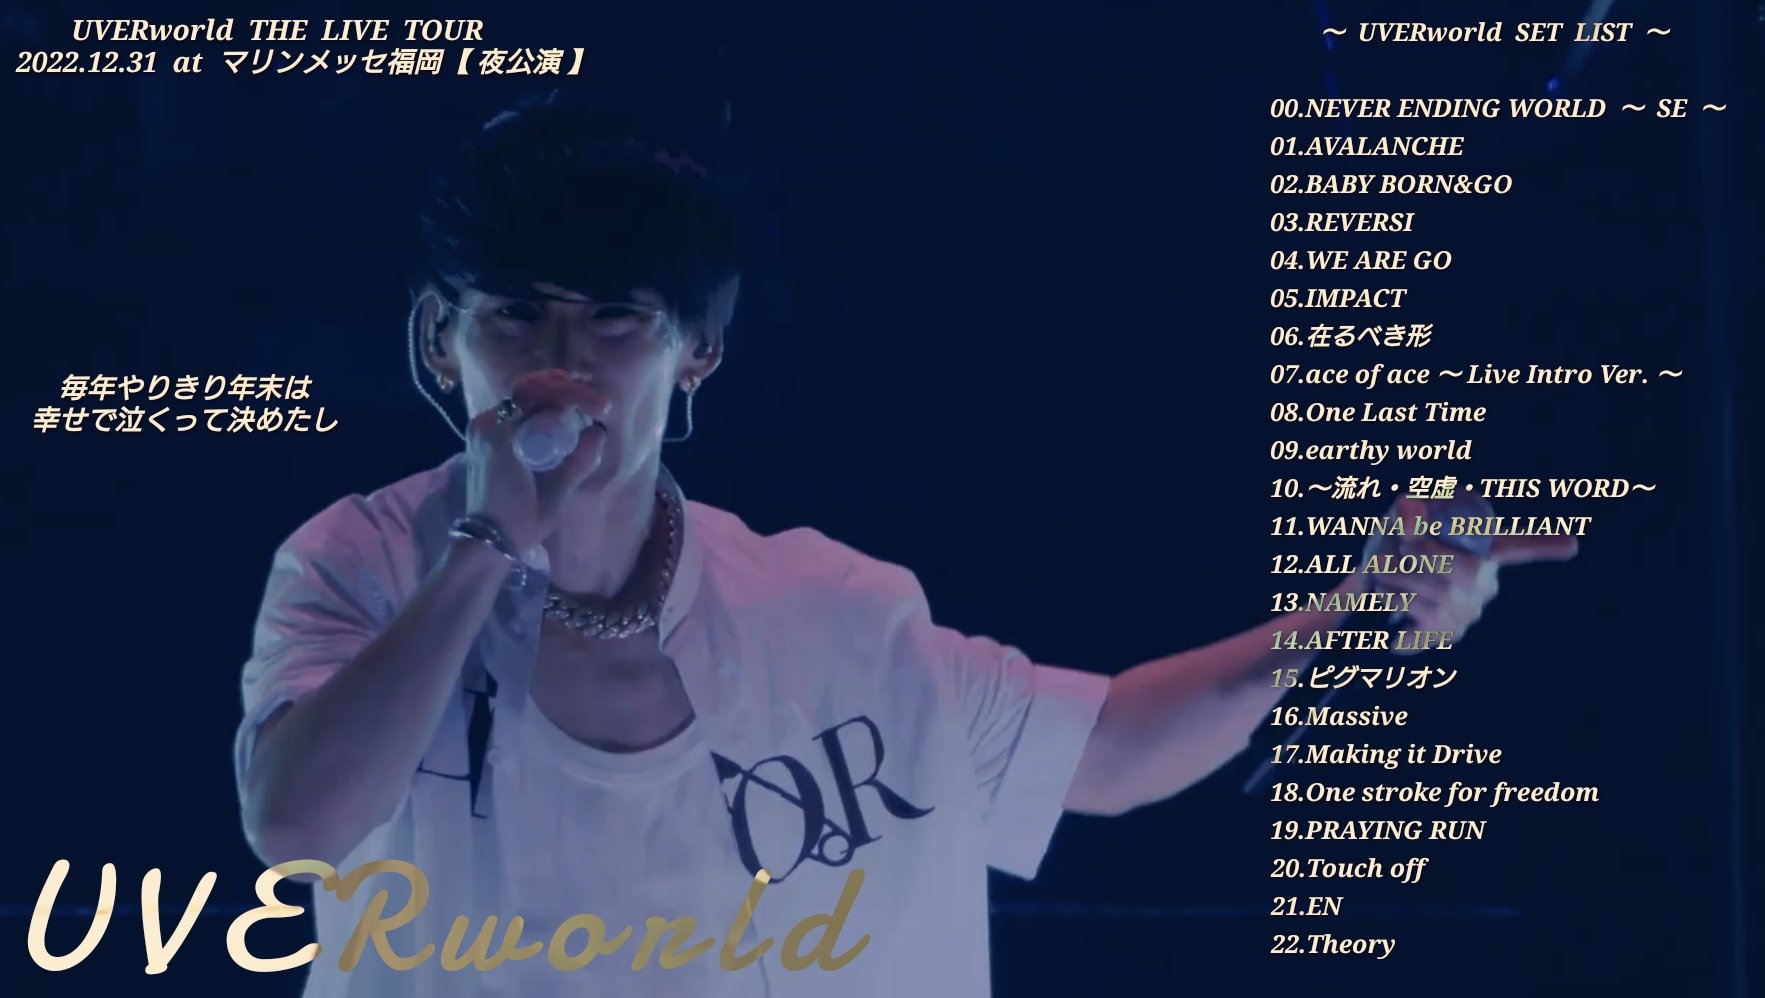 UVERworld THE LIVE TOUR
2022.12.31 at マリンメッセ福岡【夜公演】
毎年やりきり年末は
幸せで泣くって決めたし
UVERworld
～ UVERworld SET LIST ～
00.NEVER ENDING WORLD ～ SE ～
01.AVALANCHE
02.BABY BORN&GO
03.REVERSI
04.WE ARE GO
05.IMPACT
06.在るべき形
07.ace of ace ～Live Intro Ver. ～
08.One Last Time
09.earthy world
10.～流れ・空虚・THIS WORD～
11.WANNA be BRILLIANT
12.ALL ALONE
13.NAMELY
14.AFTER LIFE
15.ピグマリオン
16.Massive
17.Making it Drive
18.One stroke for freedom
19.PRAYING RUN
20.Touch off
21.EN
22.Theory